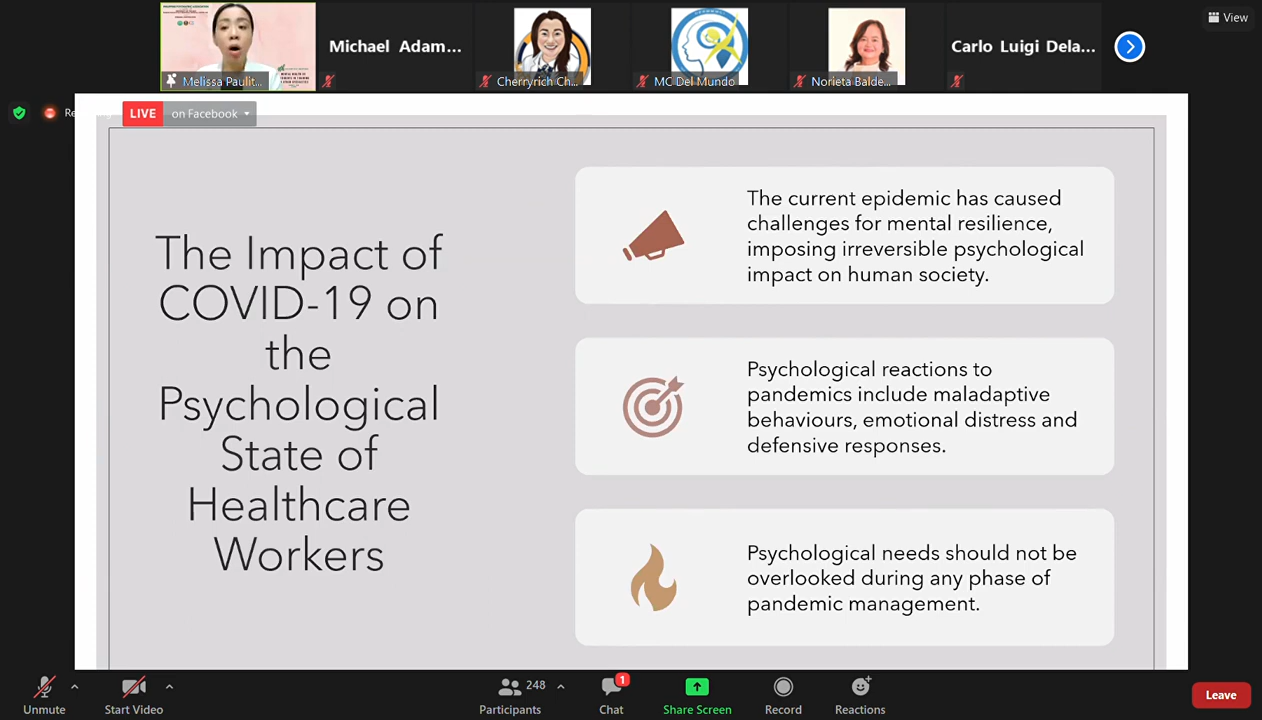 View
Melissa Paulit...
Michael Adam...
Cherryrich Ch...
MC Del Mundo
Norieta Balde...
Carlo Luigi Dela...
LIVE on Facebook
The Impact of
COVID-19 on
the
Psychological
State of
Healthcare
Workers
The current epidemic has caused
challenges for mental resilience,
imposing irreversible psychological
impact on human society.
Psychological reactions to
pandemics include maladaptive
behaviours, emotional distress and
defensive responses.
Psychological needs should not be
overlooked during any phase of
pandemic management.
Unmute
Start Video
248
Participants
1
Chat
Share Screen
Record
Reactions
Leave